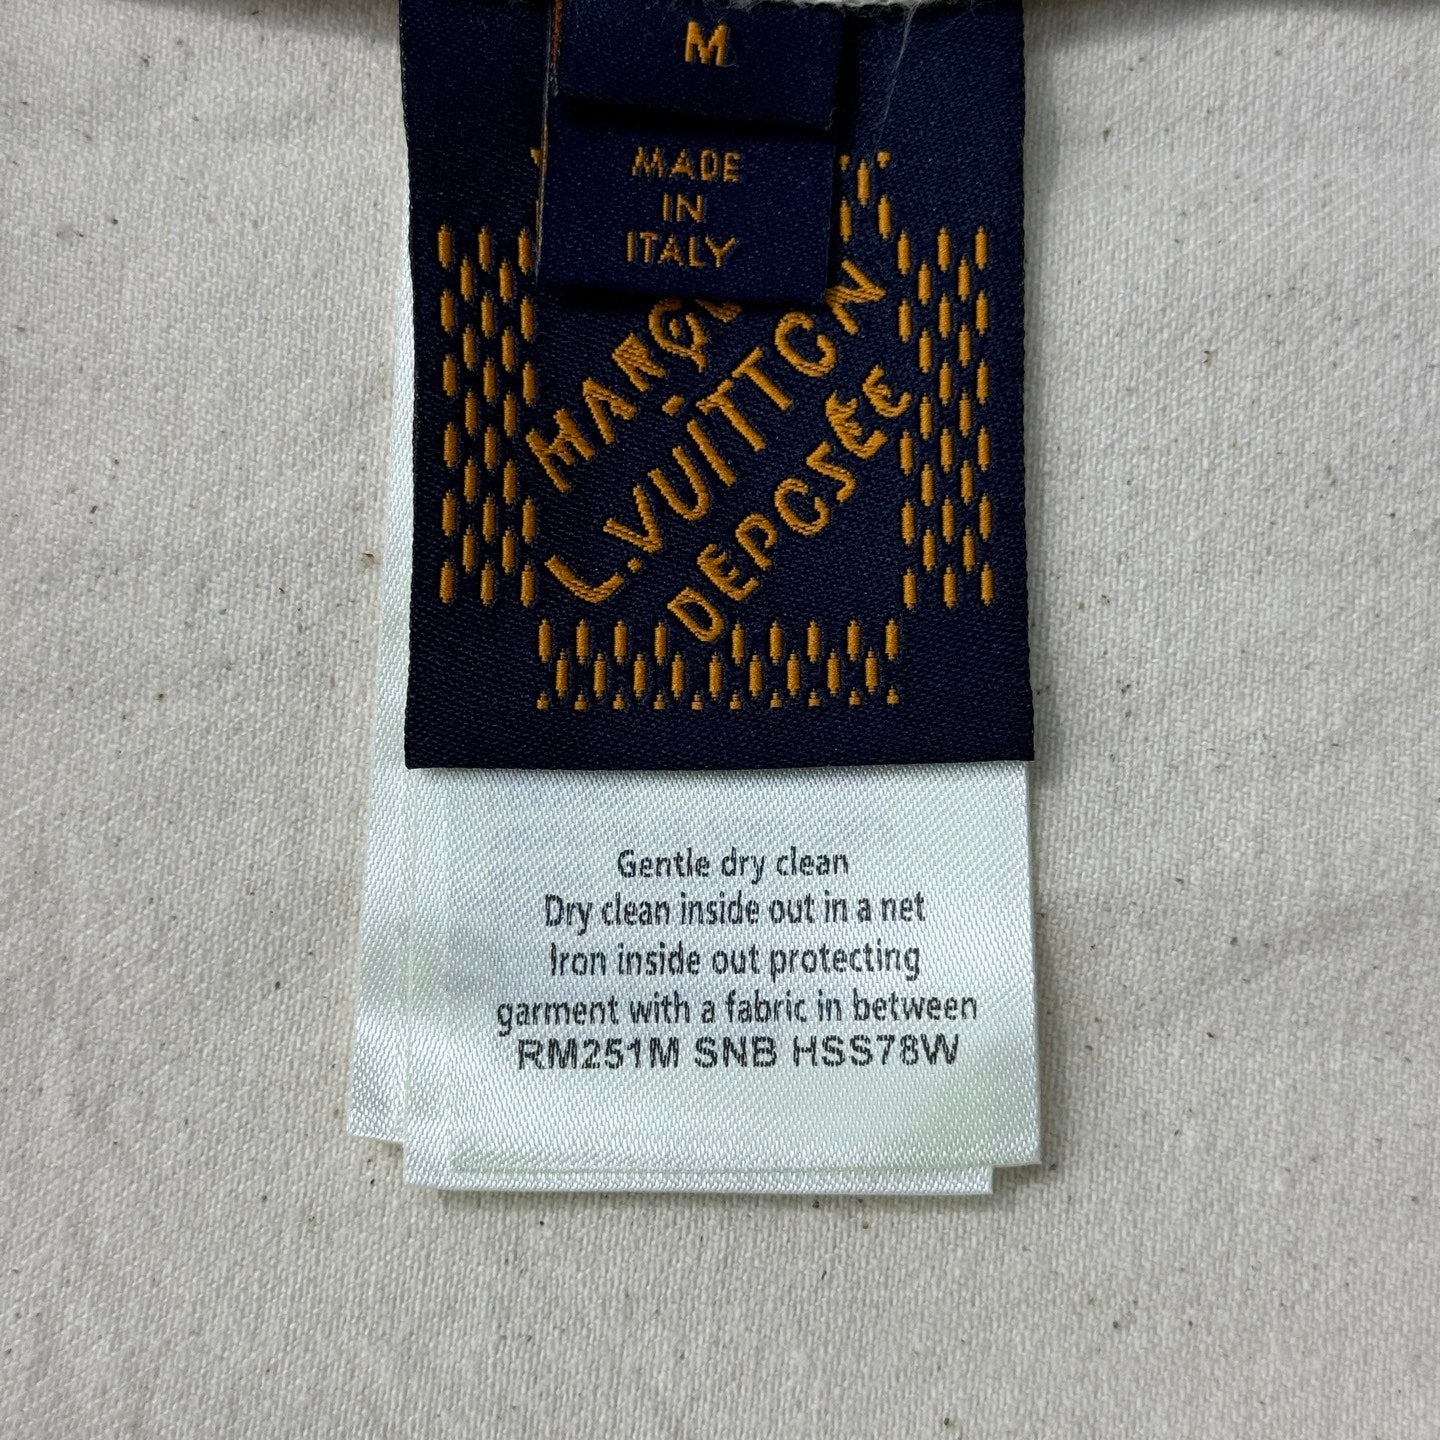 M
MADE
IN
ITALY
MARQU
L.VUITTON
DEPOSEE
Gentle dry clean
Dry clean inside out in a net
Iron inside out protecting
garment with a fabric in between
RM251M SNB HSS78W